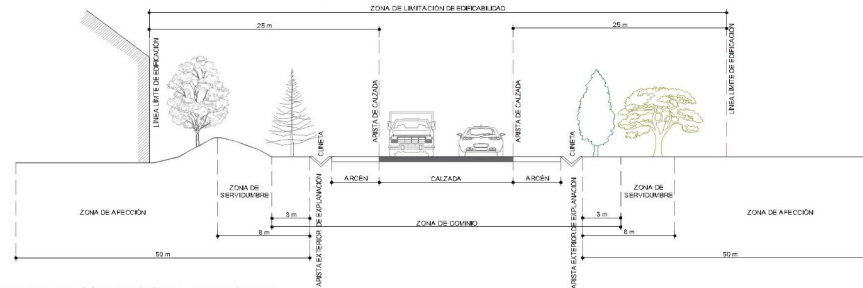 ZONA DE LIMITACIÓN DE EDIFICABILIDAD
25 m
25 m
LÍNEA LÍMITE DE EDIFICACIÓN
CUNETA
ARISTA DE CALZADA
ARISTA DE CALZADA
CUNETA
LÍNEA LÍMITE DE EDIFICACIÓN
ARCÉN
CALZADA
ARCÉN
ZONA DE
SERVIDUMBRE
ZONA DE
SERVIDUMBRE
ZONA DE AFECCIÓN
3 m
ZONA DE DOMINIO
3 m
ZONA DE AFECCIÓN
8 m
8 m
50 m
50 m
ARISTA EXTERIOR DE EXPLANACIÓN
ARISTA EXTERIOR DE EXPLANACIÓN